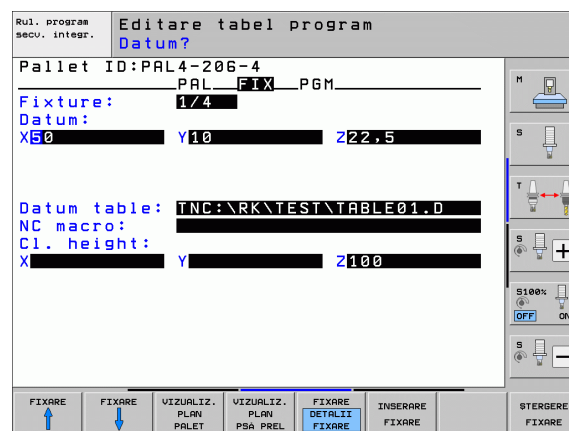 Rul. program
secv. integr.
Editare tabel program
Datum?
Pallet ID:PAL4-206-4
PAL FIX PGM
Fixture: 1/4
Datum:
X50 Y10 Z22,5
Datum table: TNC:\RK\TEST\TABLE01.D
NC macro:
Cl. height:
X Y Z100
M
S
T
S
S100%
OFF ON
S
FIXARE
FIXARE
VIZUALIZ. PLAN PALET
VIZUALIZ. PLAN PSA PREL
FIXARE DETALII FIXARE
INSERARE FIXARE
ŞTERGERE FIXARE